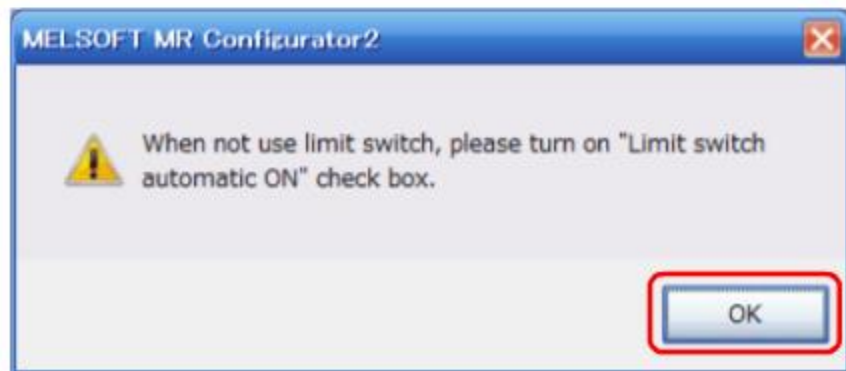 MELSOFT MR Configurator2
When not use limit switch, please turn on "Limit switch
automatic ON" check box.
OK